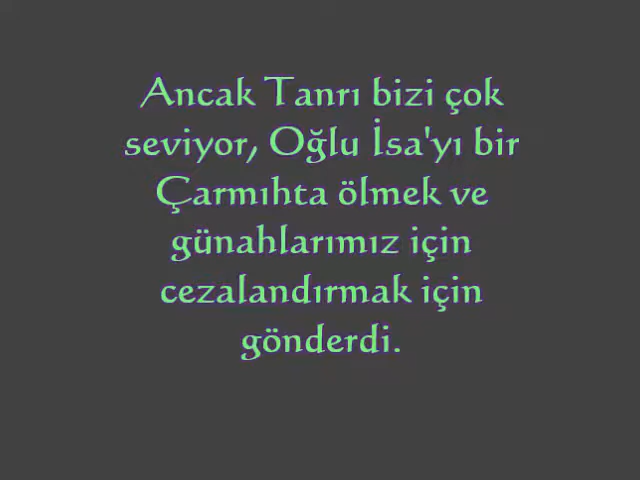 Ancak Tanrı bizi çok
seviyor, Oğlu İsa'yı bir
Çarmıhta ölmek ve
günahlarımız için
cezalandırmak için
gönderdi.